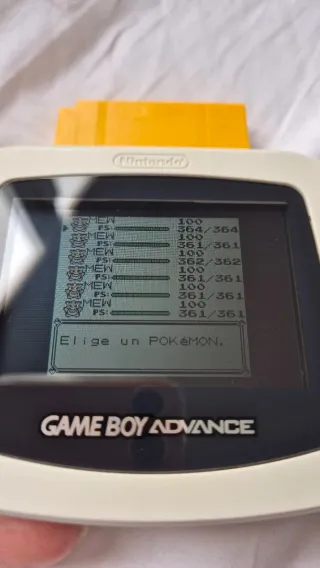 Nintendo
MEW 100
PS: 364/364
MEW 100
PS: 361/361
MEW 100
PS: 362/362
MEW 100
PS: 361/361
MEW 100
PS: 361/361
MEW 100
PS: 361/361
Elige un POKéMON.
GAME BOY ADVANCE